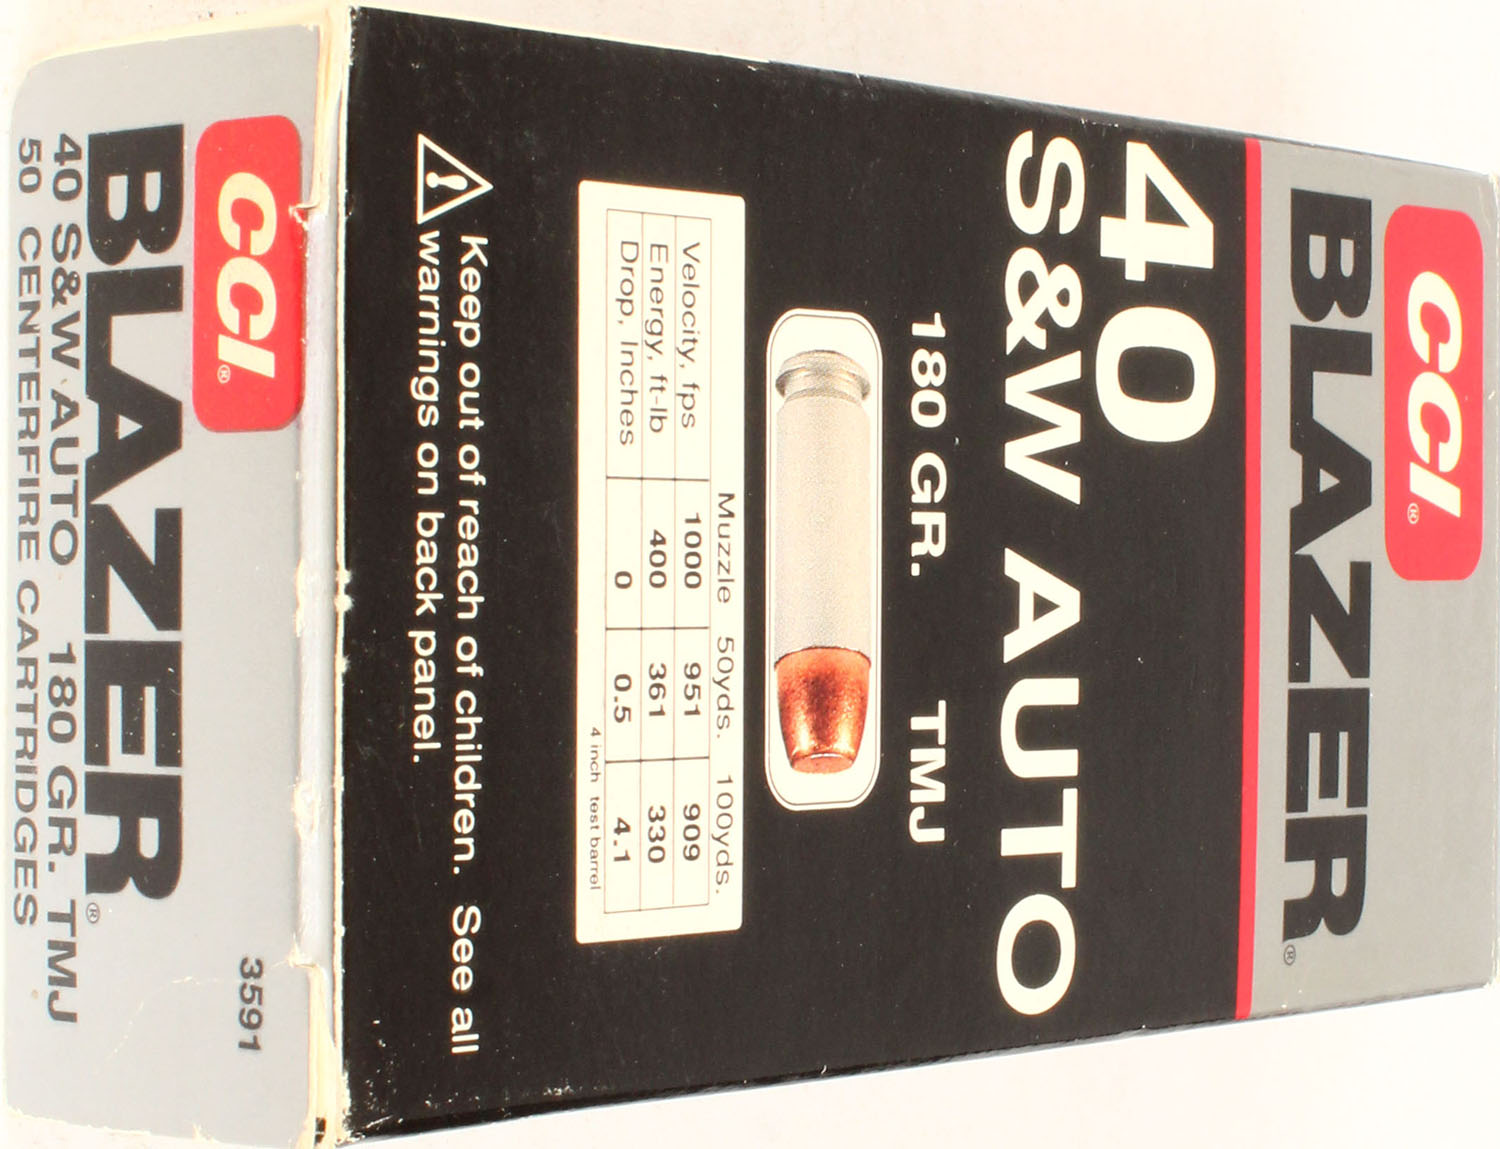 CCI®
BLAZER®
40
S&W AUTO
180 GR. TMJ
Muzzle 50yds. 100yds.
Velocity, fps 1000 951 909
Energy, ft-lb 400 361 330
Drop, Inches 0 0.5 4.1
4 inch test barrel
Keep out of reach of children. See all
warnings on back panel.
CCI®
3591
BLAZER®
40 S&W AUTO 180 GR. TMJ
50 CENTERFIRE CARTRIDGES